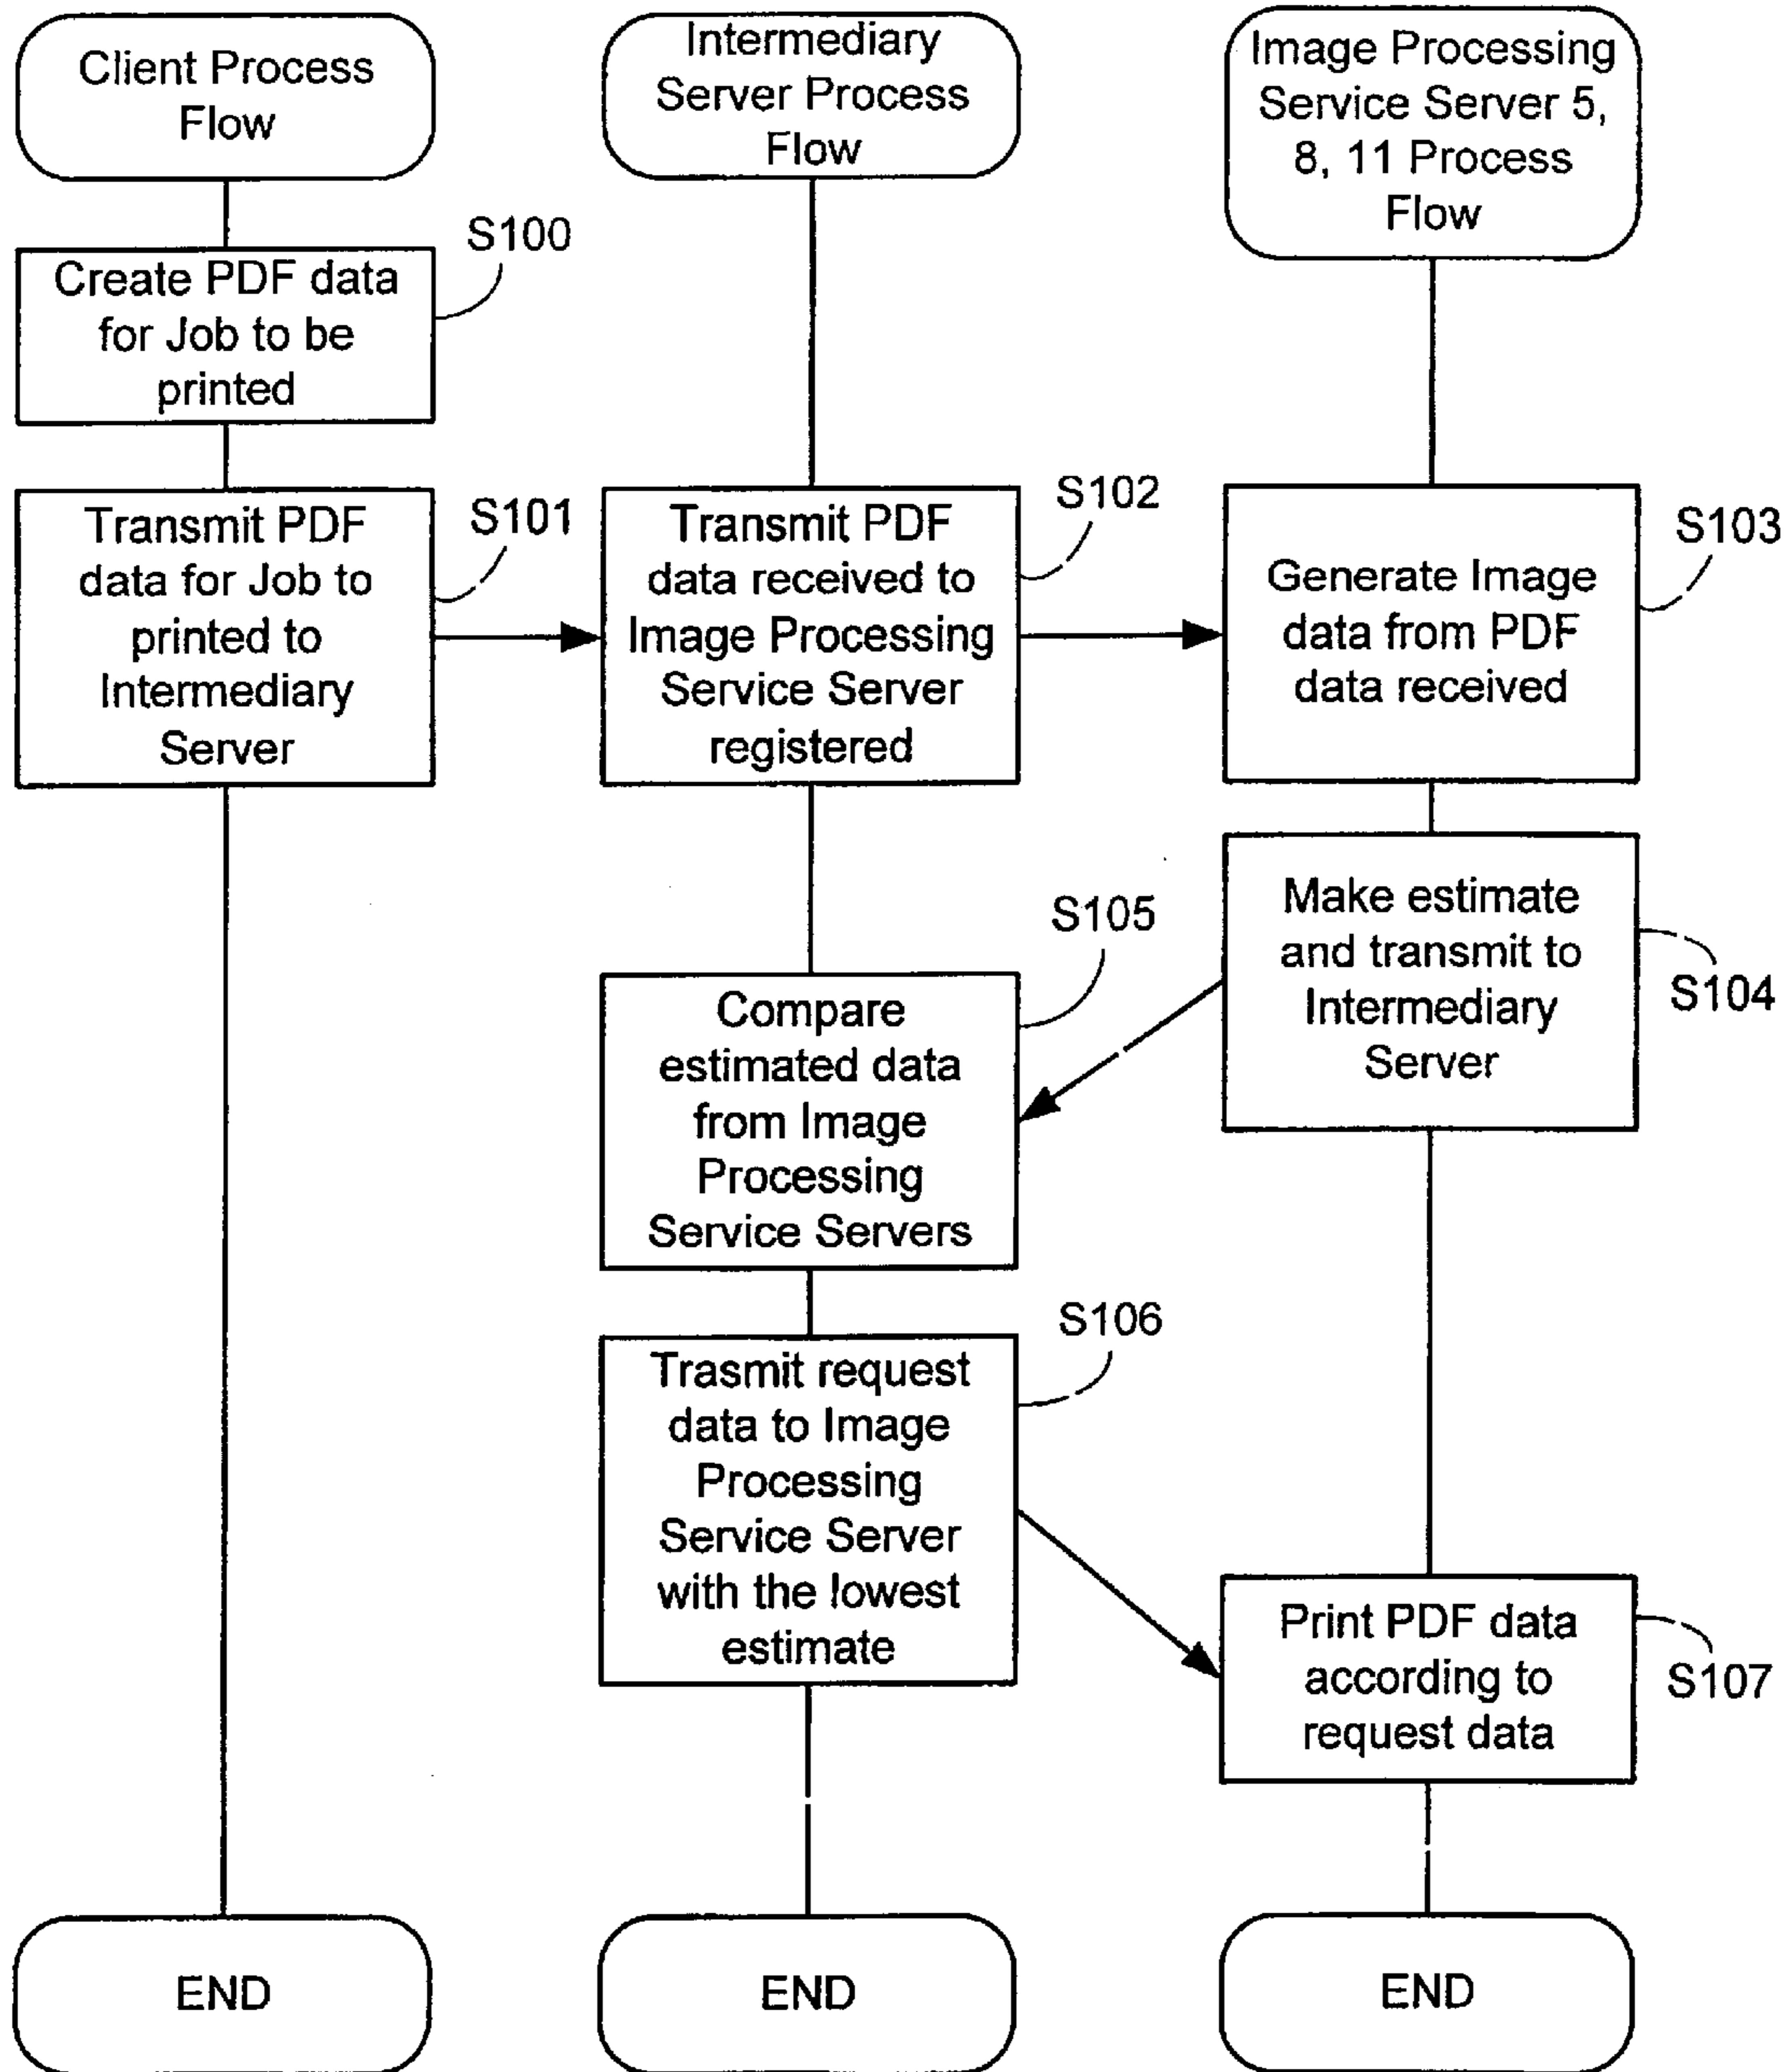 Client Process
Flow
Intermediary
Server Process
Flow
Image Processing
Service Server 5,
8, 11 Process
Flow
S100
Create PDF data
for Job to be
printed
S101
Transmit PDF
data for Job to
printed to
Intermediary
Server
S102
Transmit PDF
data received to
Image Processing
Service Server
registered
S103
Generate Image
data from PDF
data received
Make estimate
and transmit to
Intermediary
Server
S104
S105
Compare
estimated data
from Image
Processing
Service Servers
S106
Trasmit request
data to Image
Processing
Service Server
with the lowest
estimate
Print PDF data
according to
request data
S107
END
END
END